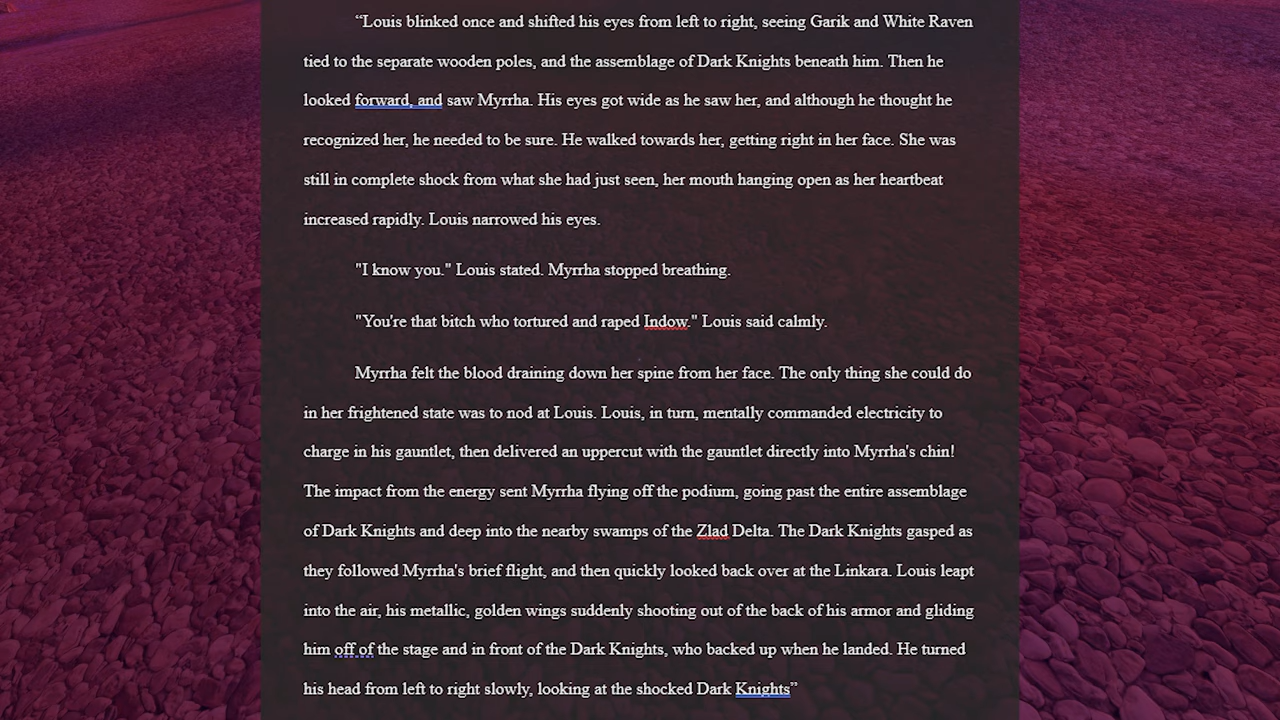 “Louis blinked once and shifted his eyes from left to right, seeing Garik and White Raven
tied to the separate wooden poles, and the assemblage of Dark Knights beneath him. Then he
looked forward, and saw Myrrha. His eyes got wide as he saw her, and although he thought he
recognized her, he needed to be sure. He walked towards her, getting right in her face. She was
still in complete shock from what she had just seen, her mouth hanging open as her heartbeat
increased rapidly. Louis narrowed his eyes.
"I know you." Louis stated. Myrrha stopped breathing.
"You're that bitch who tortured and raped Indow." Louis said calmly.
Myrrha felt the blood draining down her spine from her face. The only thing she could do
in her frightened state was to nod at Louis. Louis, in turn, mentally commanded electricity to
charge in his gauntlet, then delivered an uppercut with the gauntlet directly into Myrrha's chin!
The impact from the energy sent Myrrha flying off the podium, going past the entire assemblage
of Dark Knights and deep into the nearby swamps of the Zlad Delta. The Dark Knights gasped as
they followed Myrrha's brief flight, and then quickly looked back over at the Linkara. Louis leapt
into the air, his metallic, golden wings suddenly shooting out of the back of his armor and gliding
him off of the stage and in front of the Dark Knights, who backed up when he landed. He turned
his head from left to right slowly, looking at the shocked Dark Knights”